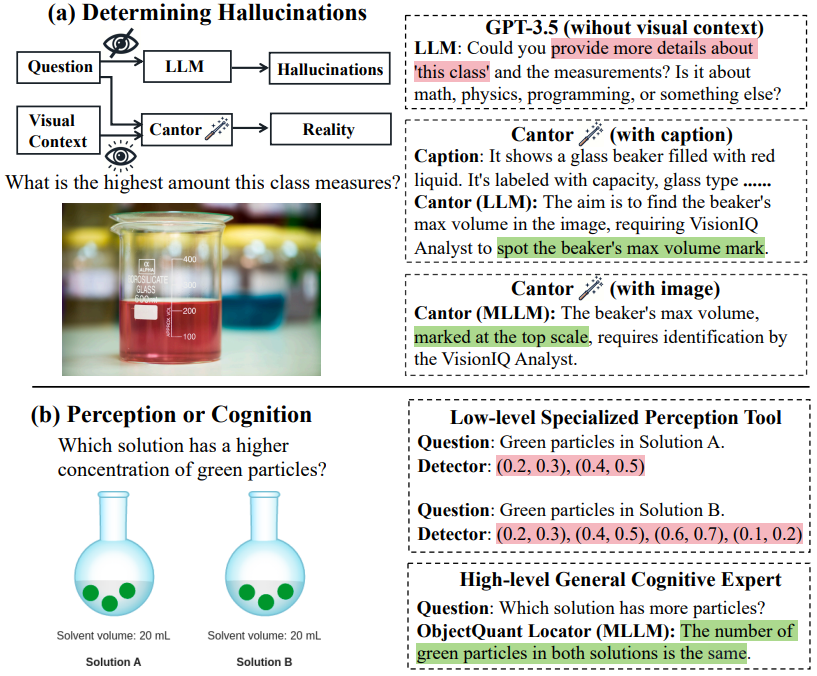 (a) Determining Hallucinations
Question
LLM
Hallucinations
Visual
Context
Cantor
Reality
What is the highest amount this class measures?
400
300
200
100
α
ALPHA
BOROSILICATE
GLASS
600ml
APPROX. VOL
GPT-3.5 (wihout visual context)
LLM: Could you provide more details about
'this class' and the measurements? Is it about
math, physics, programming, or something else?
Cantor (with caption)
Caption: It shows a glass beaker filled with red
liquid. It's labeled with capacity, glass type ......
Cantor (LLM): The aim is to find the beaker's
max volume in the image, requiring VisionIQ
Analyst to spot the beaker's max volume mark.
Cantor (with image)
Cantor (MLLM): The beaker's max volume,
marked at the top scale, requires identification by
the VisionIQ Analyst.
(b) Perception or Cognition
Which solution has a higher
concentration of green particles?
Solvent volume: 20 mL
Solution A
Solvent volume: 20 mL
Solution B
Low-level Specialized Perception Tool
Question: Green particles in Solution A.
Detector: (0.2, 0.3), (0.4, 0.5)
Question: Green particles in Solution B.
Detector: (0.2, 0.3), (0.4, 0.5), (0.6, 0.7), (0.1, 0.2)
High-level General Cognitive Expert
Question: Which solution has more particles?
ObjectQuant Locator (MLLM): The number of
green particles in both solutions is the same.